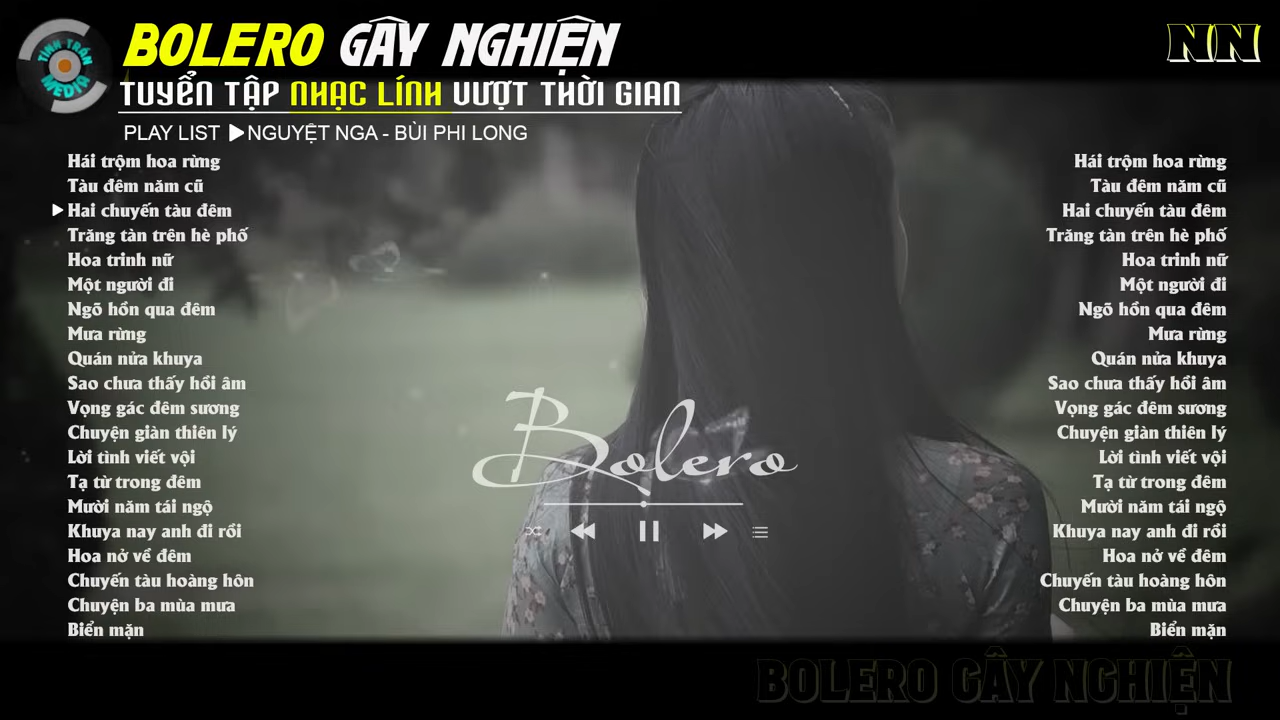 TÌNH TRẦN
MEDIA
BOLERO GÂY NGHIỆN
NN
TUYỂN TẬP NHẠC LÍNH VƯỢT THỜI GIAN
PLAY LIST NGUYỆT NGA - BÙI PHI LONG
Hái trộm hoa rừng
Tàu đêm năm cũ
Hai chuyến tàu đêm
Trăng tàn trên hè phố
Hoa trinh nữ
Một người đi
Ngõ hồn qua đêm
Mưa rừng
Quán nửa khuya
Sao chưa thấy hồi âm
Vọng gác đêm sương
Chuyện giàn thiên lý
Lời tình viết vội
Tạ từ trong đêm
Mười năm tái ngộ
Khuya nay anh đi rồi
Hoa nở về đêm
Chuyến tàu hoàng hôn
Chuyện ba mùa mưa
Biển mặn
Bolero
Hái trộm hoa rừng
Tàu đêm năm cũ
Hai chuyến tàu đêm
Trăng tàn trên hè phố
Hoa trinh nữ
Một người đi
Ngõ hồn qua đêm
Mưa rừng
Quán nửa khuya
Sao chưa thấy hồi âm
Vọng gác đêm sương
Chuyện giàn thiên lý
Lời tình viết vội
Tạ từ trong đêm
Mười năm tái ngộ
Khuya nay anh đi rồi
Hoa nở về đêm
Chuyến tàu hoàng hôn
Chuyện ba mùa mưa
Biển mặn
BOLERO GÂY NGHIỆN